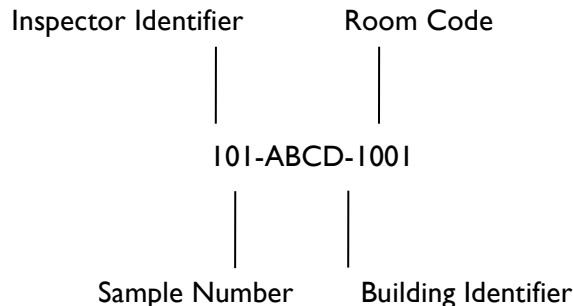 Inspector Identifier Room Code
101-ABCD-1001
Sample Number Building Identifier